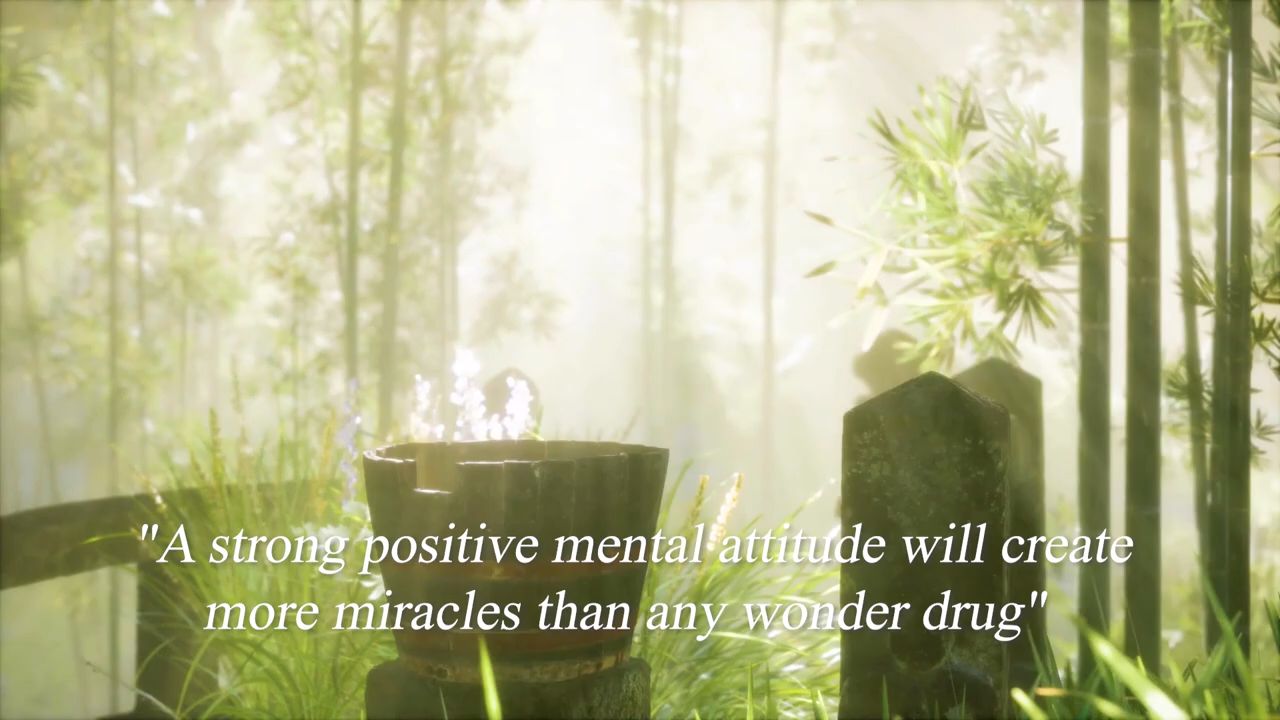 "A strong positive mental attitude will create
more miracles than any wonder drug"